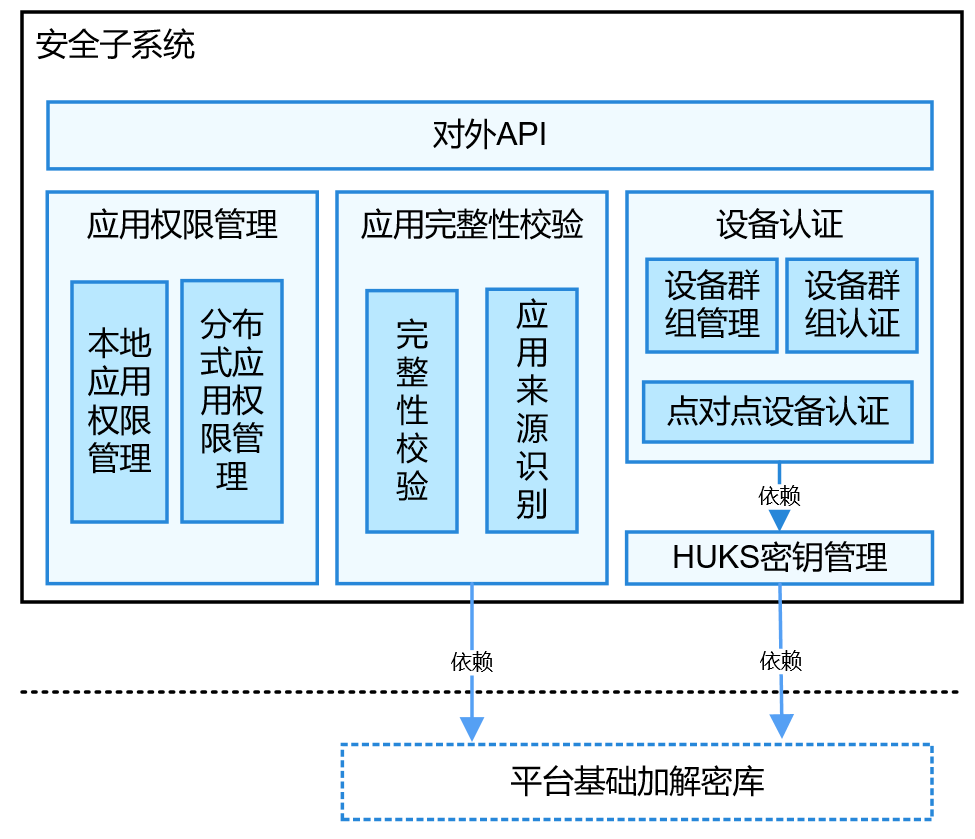 安全子系统
对外API
应用权限管理
本地
应用
权限
管理
分布
式应
用权
限管
理
应用完整性校验
完
整
性
校
验
应
用
来
源
识
别
设备认证
设备群
组管理
设备群
组认证
点对点设备认证
依赖
HUKS密钥管理
依赖
依赖
平台基础加解密库